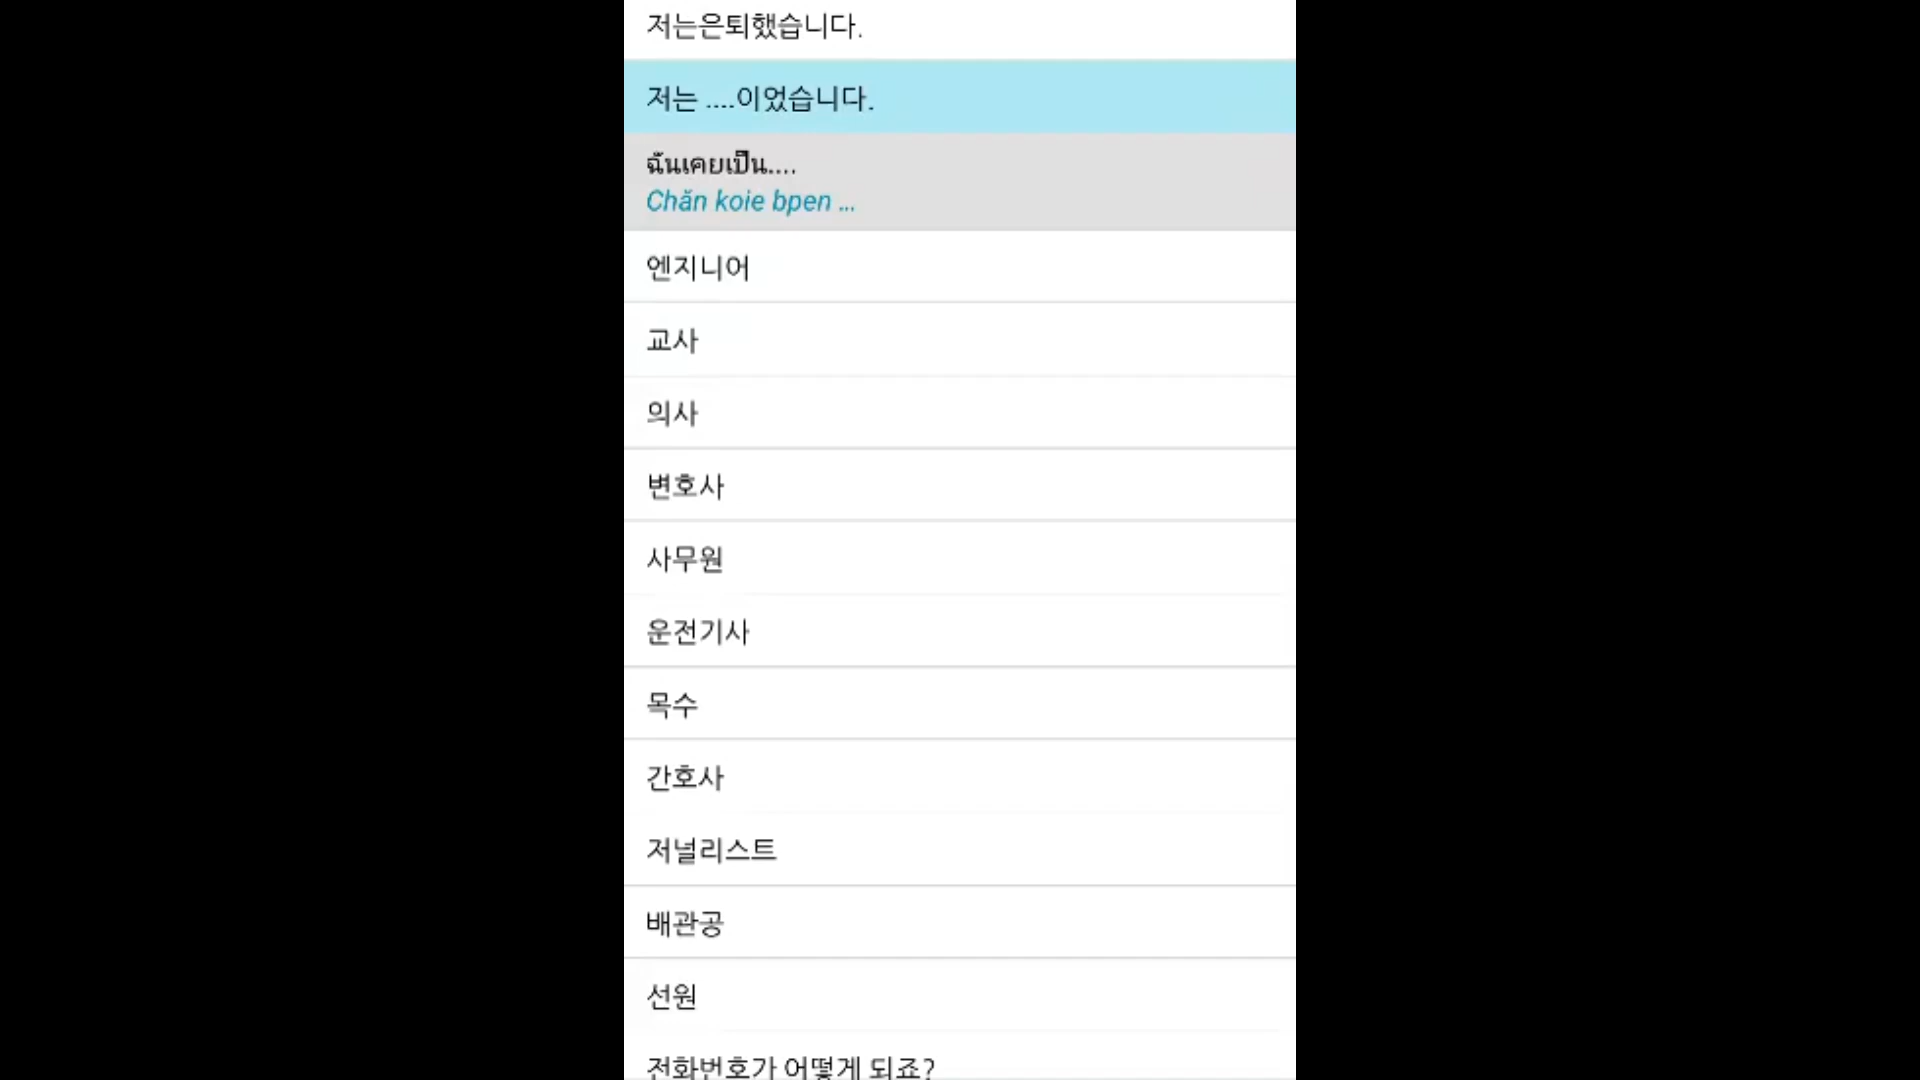 저는은퇴했습니다.
저는 ....이었습니다.
ฉันเคยเป็น....
Chăn koie bpen ...
엔지니어
교사
의사
변호사
사무원
운전기사
목수
간호사
저널리스트
배관공
선원
전화번호가 어떻게 되죠?